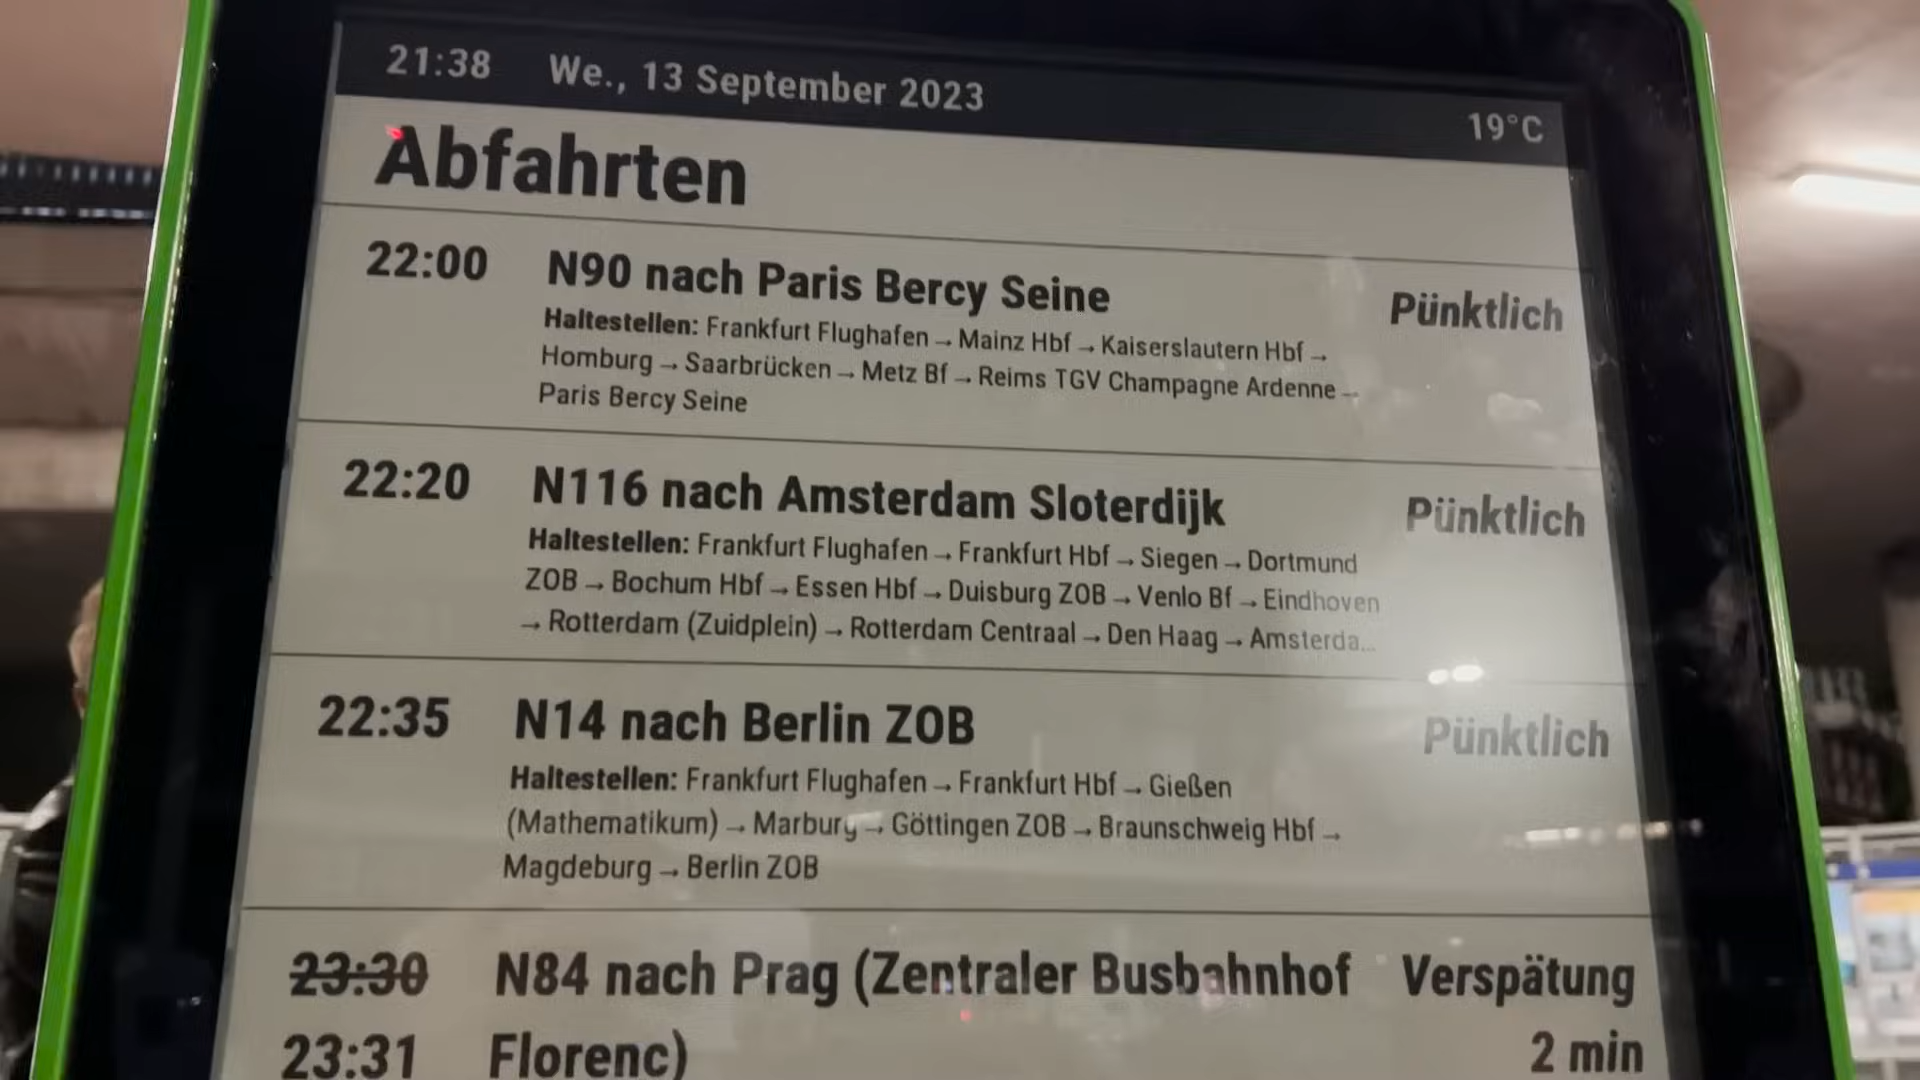 21:38 We., 13 September 2023 19°C
Abfahrten
22:00 N90 nach Paris Bercy Seine Pünktlich
Haltestellen: Frankfurt Flughafen → Mainz Hbf → Kaiserslautern Hbf →
Homburg → Saarbrücken → Metz Bf → Reims TGV Champagne Ardenne →
Paris Bercy Seine
22:20 N116 nach Amsterdam Sloterdijk Pünktlich
Haltestellen: Frankfurt Flughafen → Frankfurt Hbf → Siegen → Dortmund
ZOB → Bochum Hbf → Essen Hbf → Duisburg ZOB → Venlo Bf → Eindhoven
→ Rotterdam (Zuidplein) → Rotterdam Centraal → Den Haag → Amsterda...
22:35 N14 nach Berlin ZOB Pünktlich
Haltestellen: Frankfurt Flughafen → Frankfurt Hbf → Gießen
(Mathematikum) → Marburg → Göttingen ZOB → Braunschweig Hbf →
Magdeburg → Berlin ZOB
23:30 N84 nach Prag (Zentraler Busbahnhof Verspätung
23:31 Florenc) 2 min